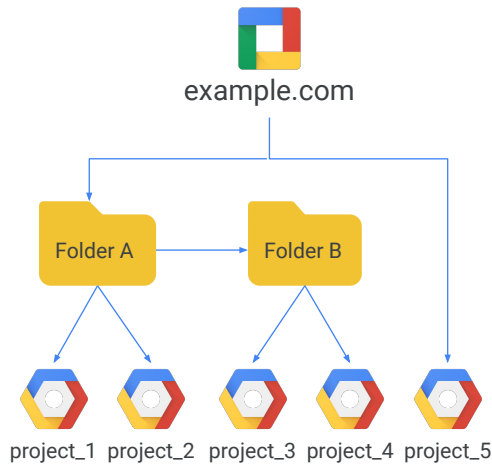 example.com
Folder A
Folder B
project_1
project_2
project_3
project_4
project_5